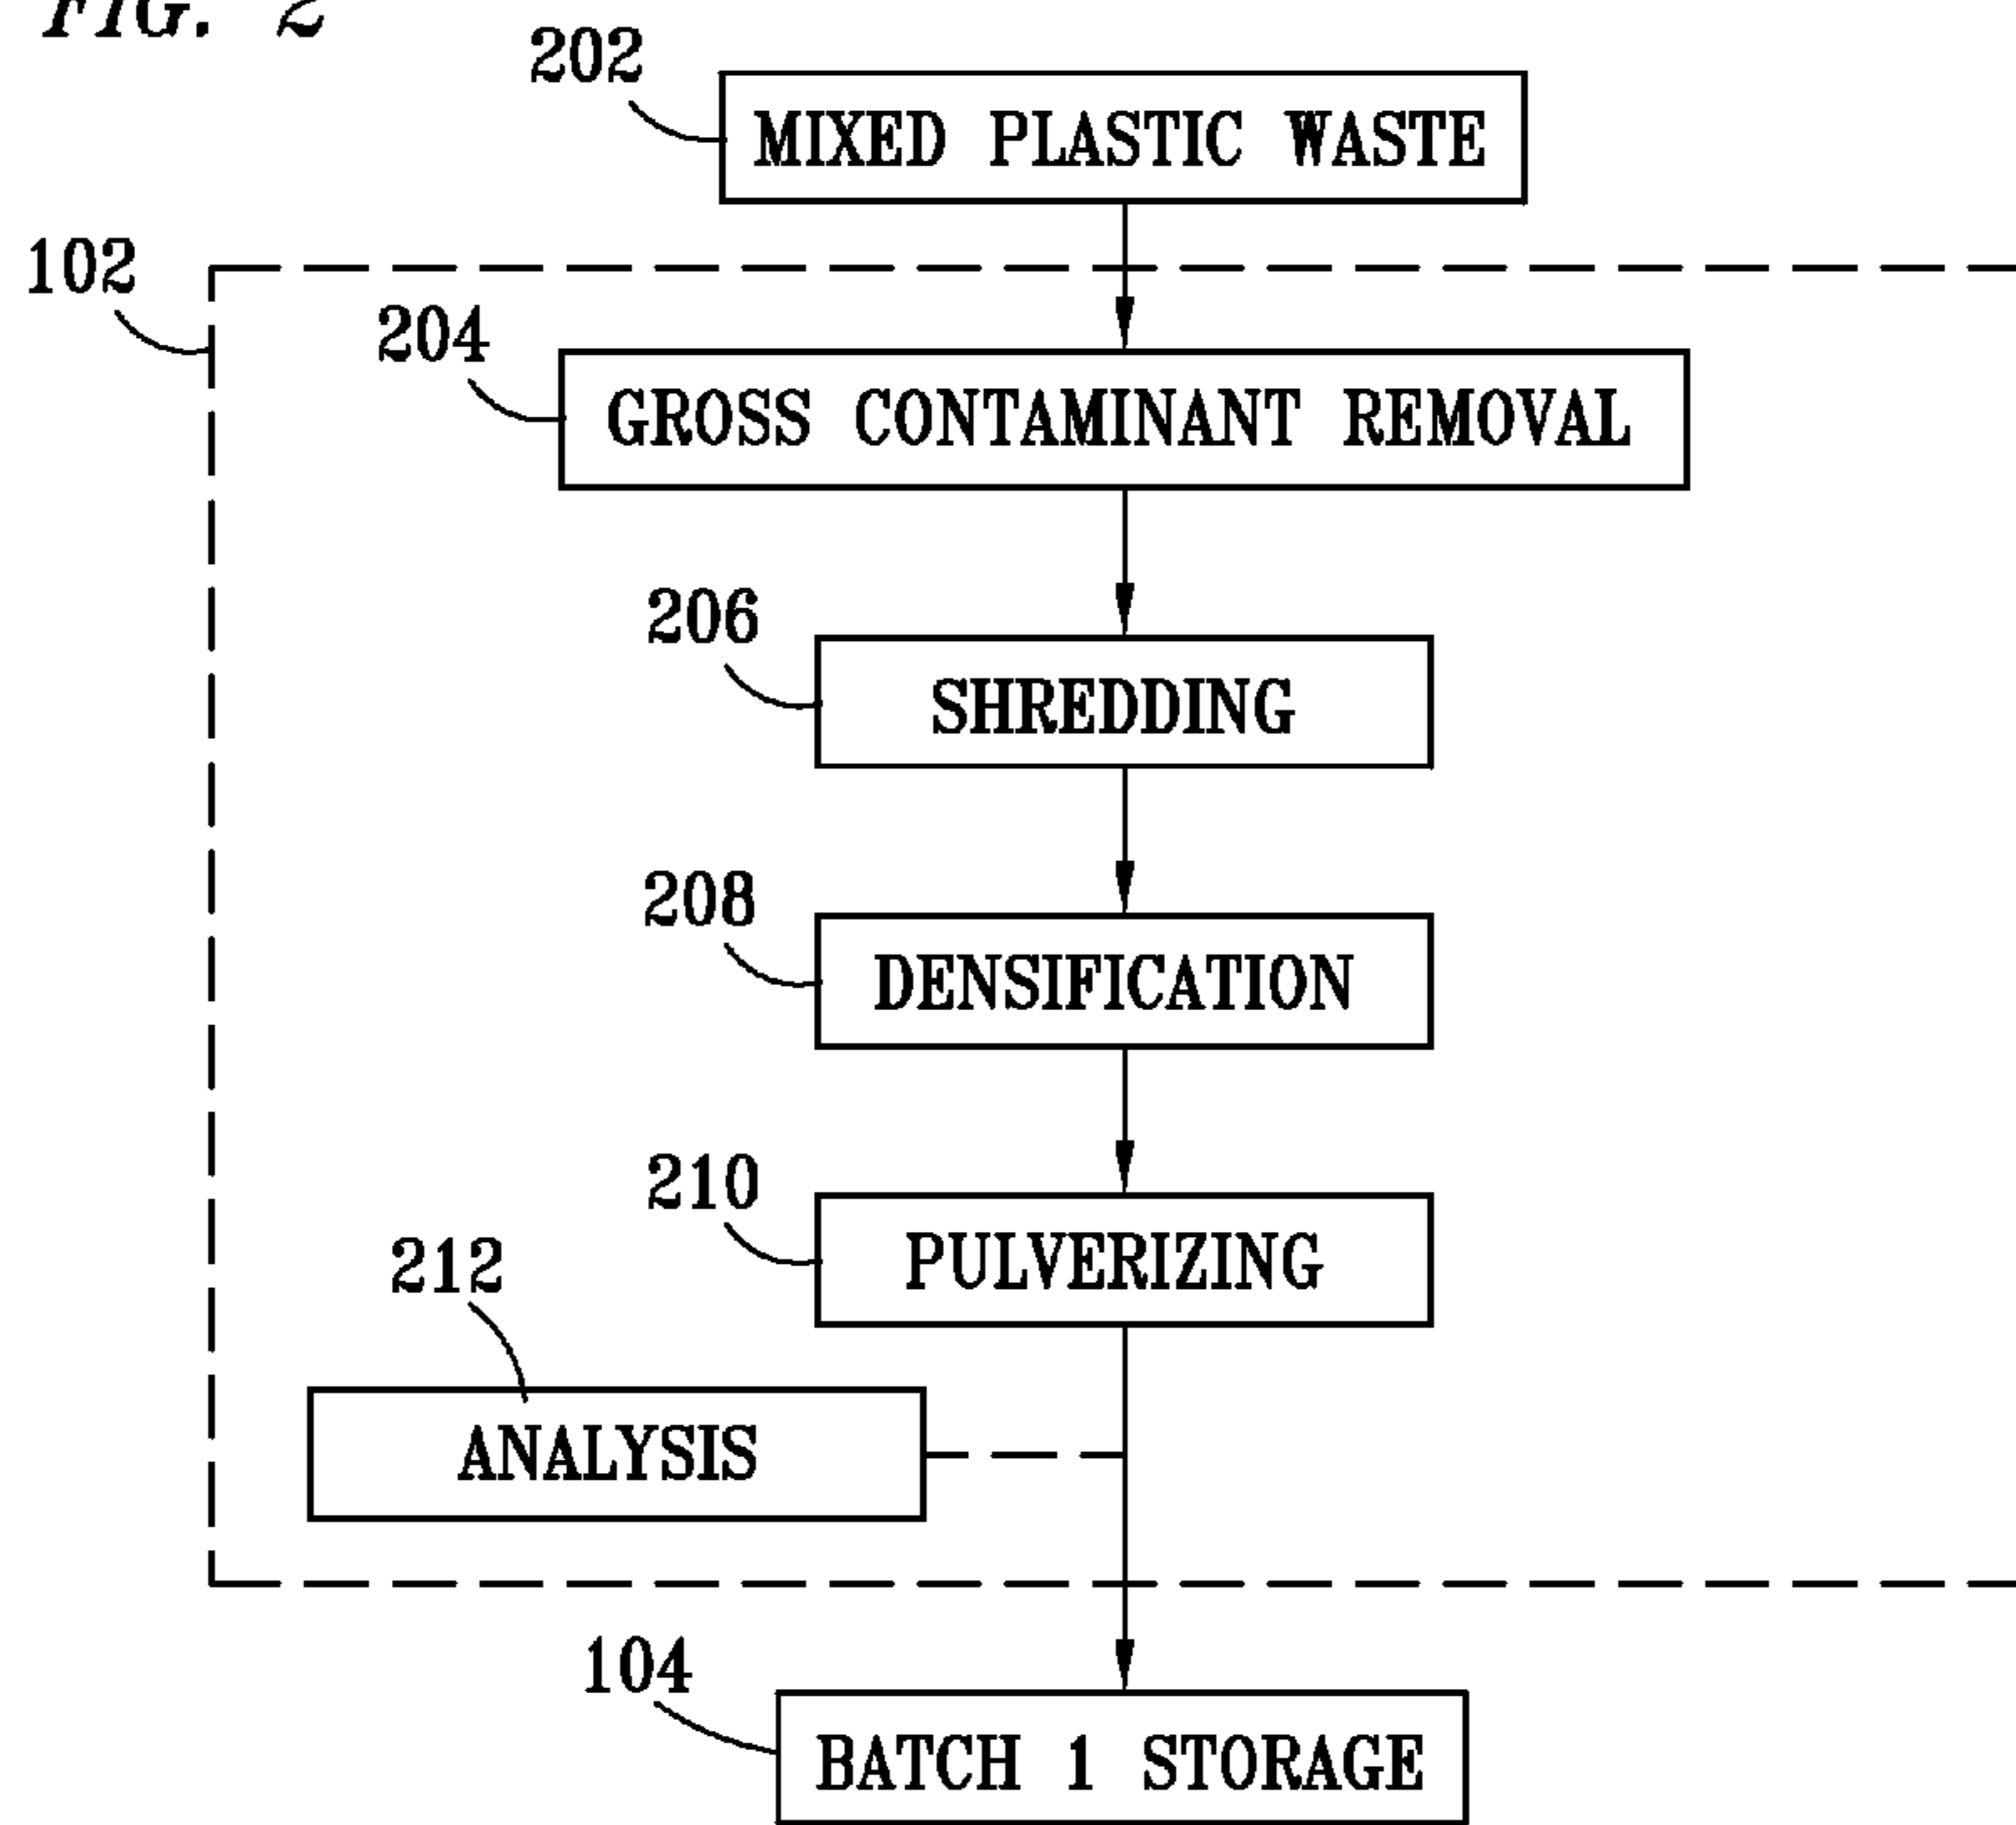 FIG. 2
202
MIXED PLASTIC WASTE
102
204
GROSS CONTAMINANT REMOVAL
206
SHREDDING
208
DENSIFICATION
210
PULVERIZING
212
ANALYSIS
104
BATCH 1 STORAGE